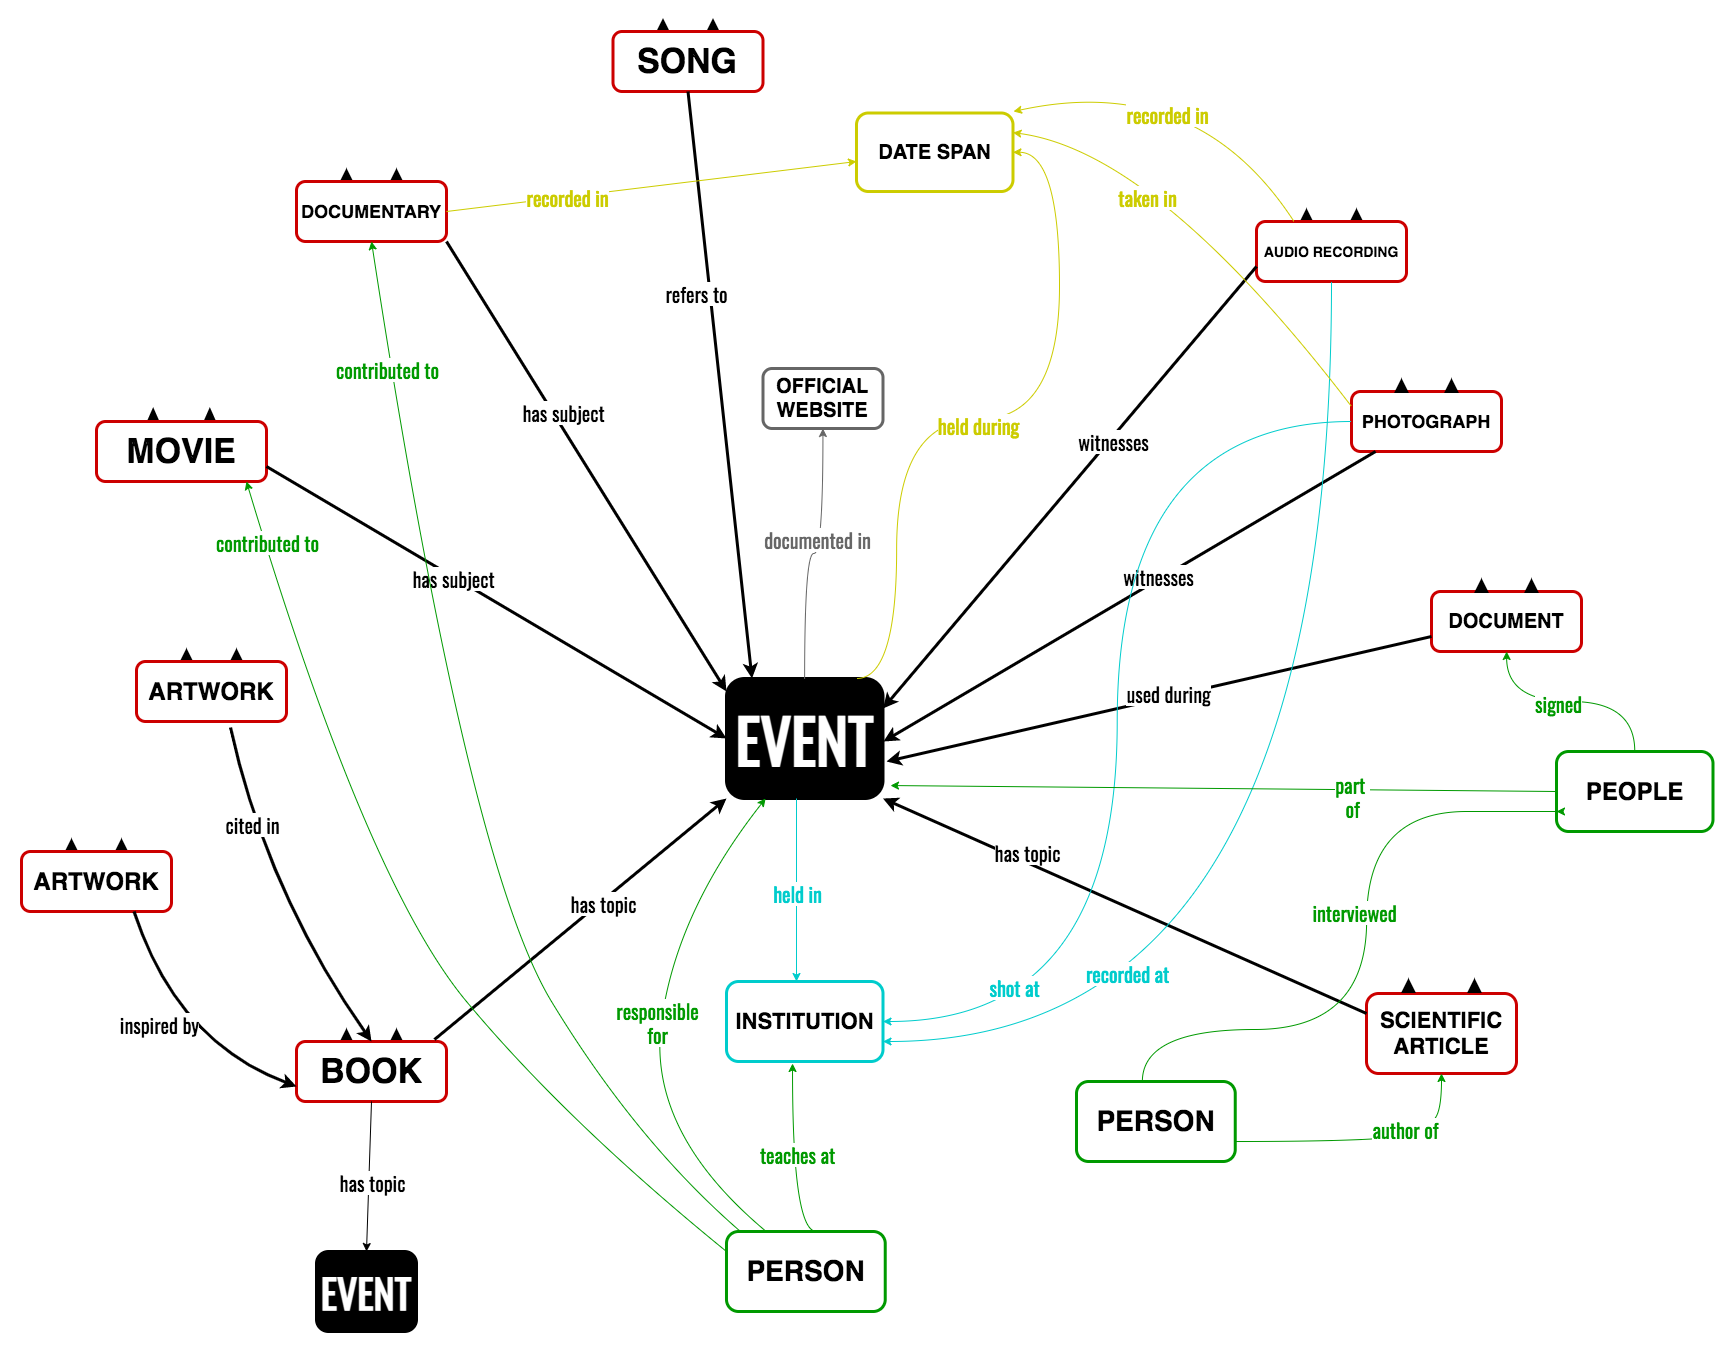 SONG
recorded in
DATE SPAN
DOCUMENTARY
recorded in
taken in
AUDIO RECORDING
refers to
contributed to
OFFICIAL
WEBSITE
has subject
held during
PHOTOGRAPH
witnesses
MOVIE
contributed to
documented in
has subject
witnesses
DOCUMENT
ARTWORK
used during
signed
EVENT
part
of
PEOPLE
cited in
has topic
ARTWORK
held in
has topic
interviewed
shot at
recorded at
responsible
for
inspired by
INSTITUTION
SCIENTIFIC
ARTICLE
BOOK
PERSON
author of
teaches at
has topic
PERSON
EVENT